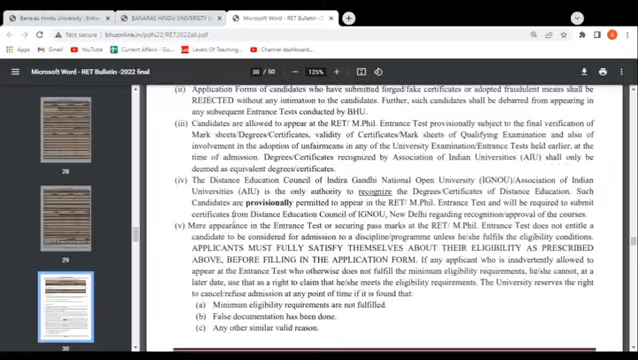 Banaras Hindu University - Entran
BANARAS HINDU UNIVERSITY
Microsoft Word - RET Bulletin -2
Not secure
bhuonline.in/pdfs22/RET2022all.pdf
Apps
Gmail
YouTube
Current Affairs - G...
Levels Of Teaching...
Channel dashboard...
Microsoft Word - RET Bulletin -2022 final
30 / 50
125%
(ii) Application Forms of candidates who have submitted forged/fake certificates or adopted fraudulent means shall be
REJECTED without any intimation to the candidates. Further, such candidates shall be debarred from appearing in
any subsequent Entrance Tests conducted by BHU.
(iii) Candidates are allowed to appear at the RET/M.Phil. Entrance Test provisionally subject to the final verification of
Mark sheets/Degrees/Certificates, validity of Certificates/Mark sheets of Qualifying Examination and also of
involvement in the adoption of unfairmeans in any of the University Examination/Entrance Tests held earlier, at
the time of admission. Degrees/Certificates recognized by Association of Indian Universities (AIU) shall only be
deemed as equivalent degrees/certificates.
(iv) The Distance Education Council of Indira Gandhi National Open University (IGNOU)/Association of Indian
Universities (AIU) is the only authority to recognize the Degrees/Certificates of Distance Education. Such
Candidates are provisionally permitted to appear in the RET/M.Phil. Entrance and will be required to submit
certificates from Distance Education Council of IGNOU, New Delhi regarding recognition/approval of the courses.
(v) Mere appearance in the Entrance Test or securing pass marks at the RET/M.Phil. Entrance Test does not entitle a
candidate to be considered for admission to a discipline/programme unless he/she fulfills the eligibility conditions.
APPLICANTS MUST FULLY SATISFY THEMSELVES ABOUT THEIR ELIGIBILITY AS PRESCRIBED
ABOVE, BEFORE FILLING IN THE APPLICATION FORM. If any applicant who is inadvertently allowed to
appear at the Entrance Test who otherwise does not fulfill the minimum eligibility requirements, he/she cannot, at a
later date, use that as a right to claim that he/she meets the eligibility requirements. The University reserves the right
to cancel/refuse admission at any point of time if it is found that:
(a) Minimum eligibility requirements are not fulfilled.
(b) False documentation has been done.
(c) Any other similar valid reason.
28
29
30